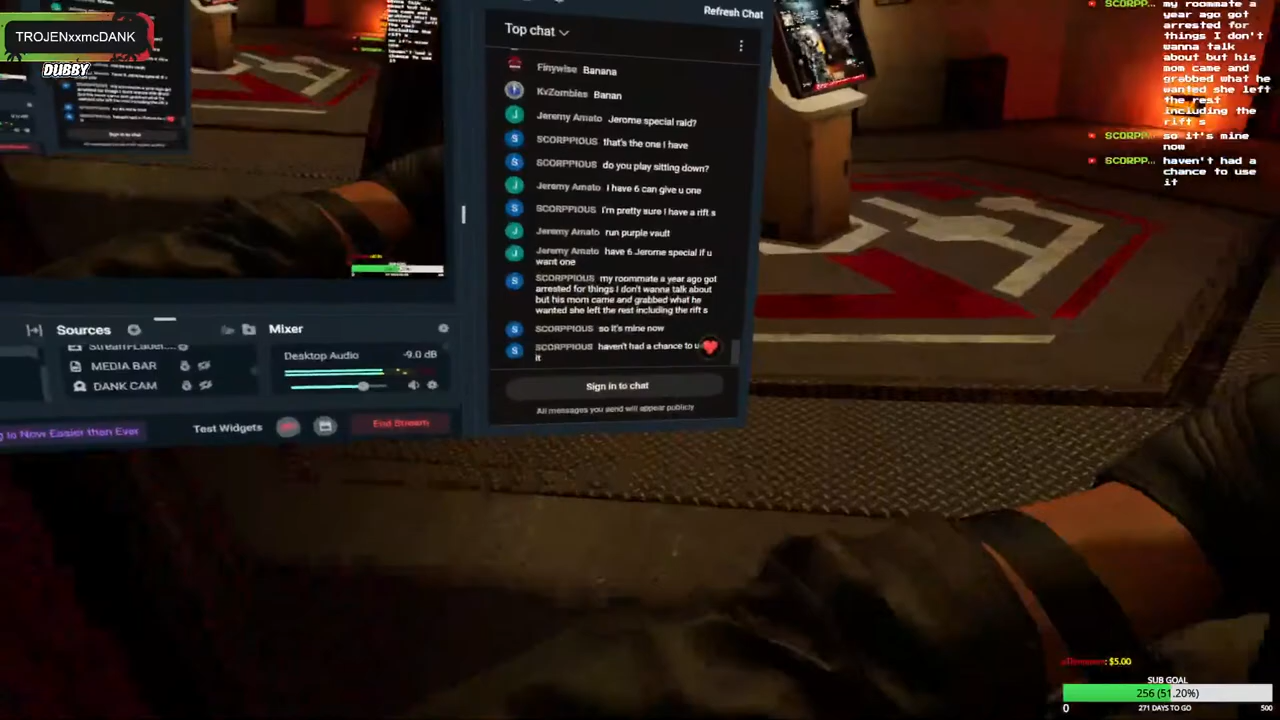 TROJENxxmcDANK
DUBBY
Refresh Chat
Top chat
Finywise Banana
KvZombies Banan
Jeremy Amato Jerome special raid?
SCORPPIOUS that's the one I have
SCORPPIOUS do you play sitting down?
Jeremy Amato I have 6 can give u one
SCORPPIOUS I'm pretty sure I have a rift s
Jeremy Amato run purple vault
Jeremy Amato have 6 Jerome special if u
want one
SCORPPIOUS my roommate a year ago got
arrested for things I don't wanna talk about
but his mom came and grabbed what he
wanted she left the rest including the rift s
SCORPPIOUS so it's mine now
SCORPPIOUS haven't had a chance to u
it
Sign in to chat
All messages you send will appear publicly
Sources
MEDIA BAR
DANK CAM
Mixer
Desktop Audio -9.0 dB
g is Now Easier than Ever
Test Widgets
End Stream
SCORPP... my roommate
a year
ago got
arrested for
things I
don't
wanna talk
about but his
mom came and
grabbed what
he wanted she
left the rest
including the
rift s
SCORPP... so it's mine
now
SCORPP... haven't had a
chance to use
it
: $5.00
SUB GOAL
256 (51.20%)
0 271 DAYS TO GO 500